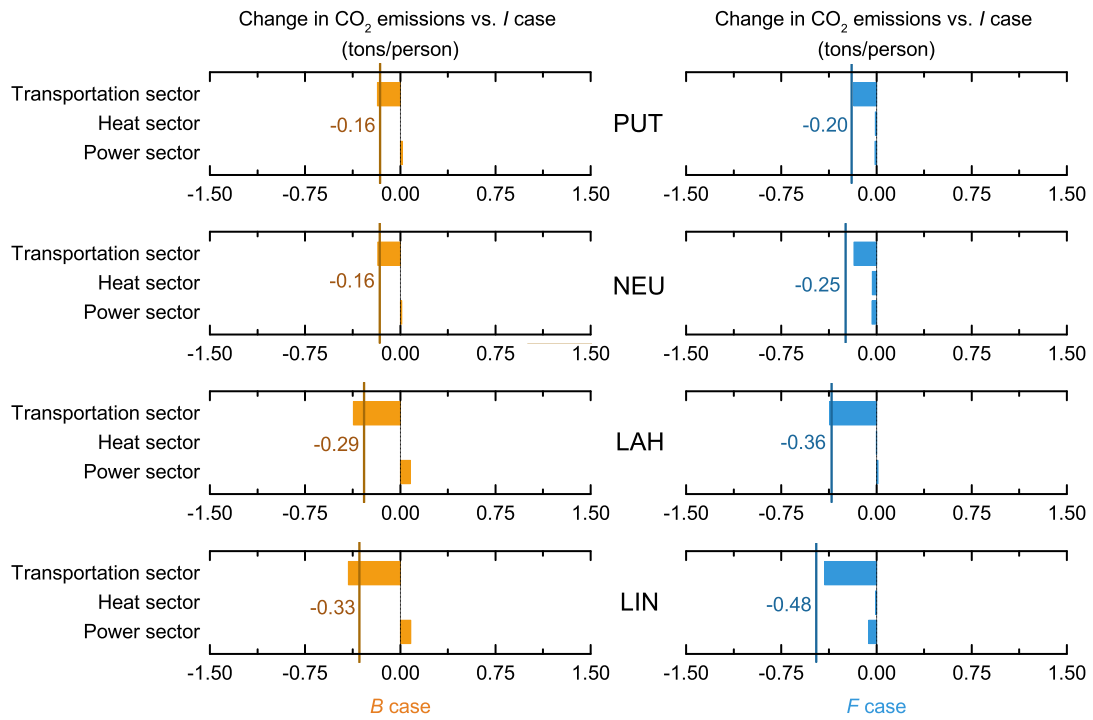 Change in CO2 emissions vs. I case
(tons/person)
Change in CO2 emissions vs. I case
(tons/person)
Transportation sector
Heat sector
Power sector
-0.16
PUT
-0.20
-1.50 -0.75 0.00 0.75 1.50
-1.50 -0.75 0.00 0.75 1.50
Transportation sector
Heat sector
Power sector
-0.16
NEU
-0.25
-1.50 -0.75 0.00 0.75 1.50
-1.50 -0.75 0.00 0.75 1.50
Transportation sector
Heat sector
Power sector
-0.29
LAH
-0.36
-1.50 -0.75 0.00 0.75 1.50
-1.50 -0.75 0.00 0.75 1.50
Transportation sector
Heat sector
Power sector
-0.33
LIN
-0.48
-1.50 -0.75 0.00 0.75 1.50
-1.50 -0.75 0.00 0.75 1.50
B case
F case